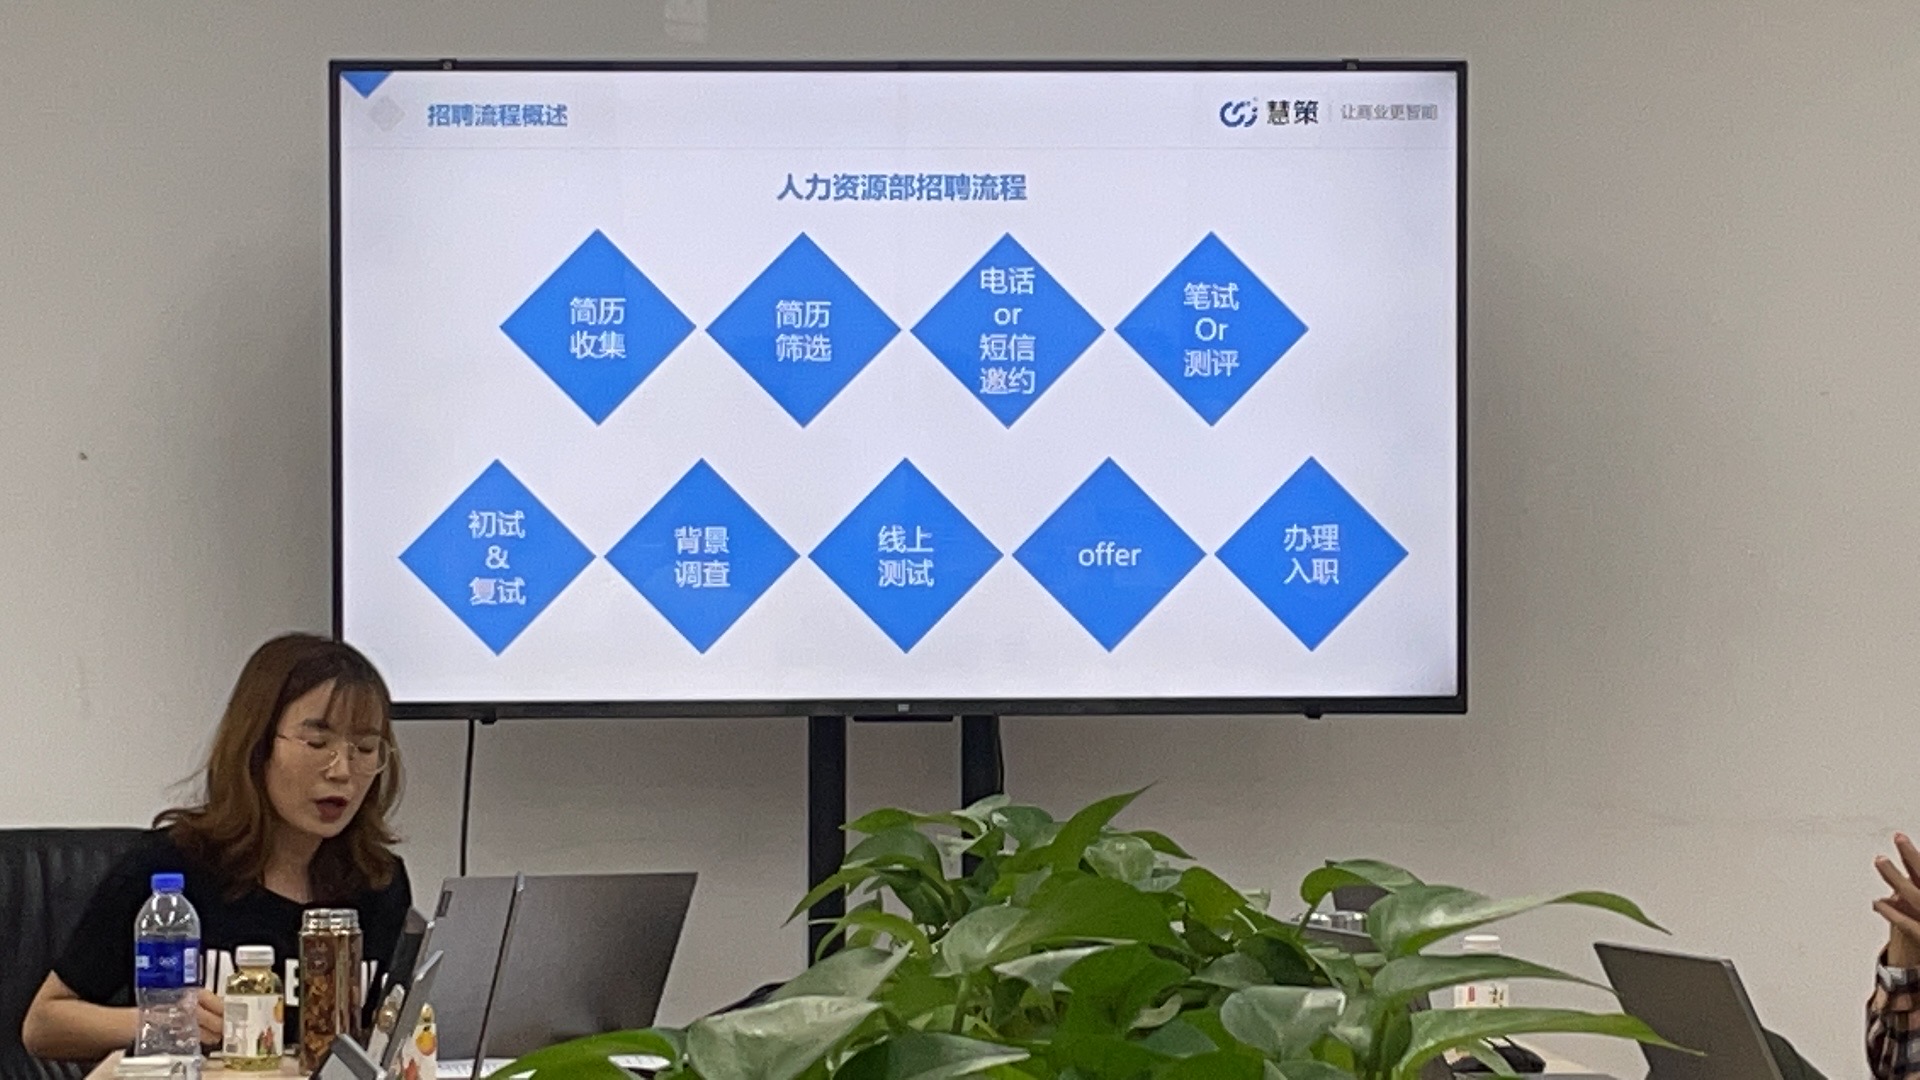 招聘流程概述
慧策 让商业更智能
人力资源部招聘流程
简历
收集
简历
筛选
电话
or
短信
邀约
笔试
Or
测评
初试
&
复试
背景
调查
线上
测试
offer
办理
入职